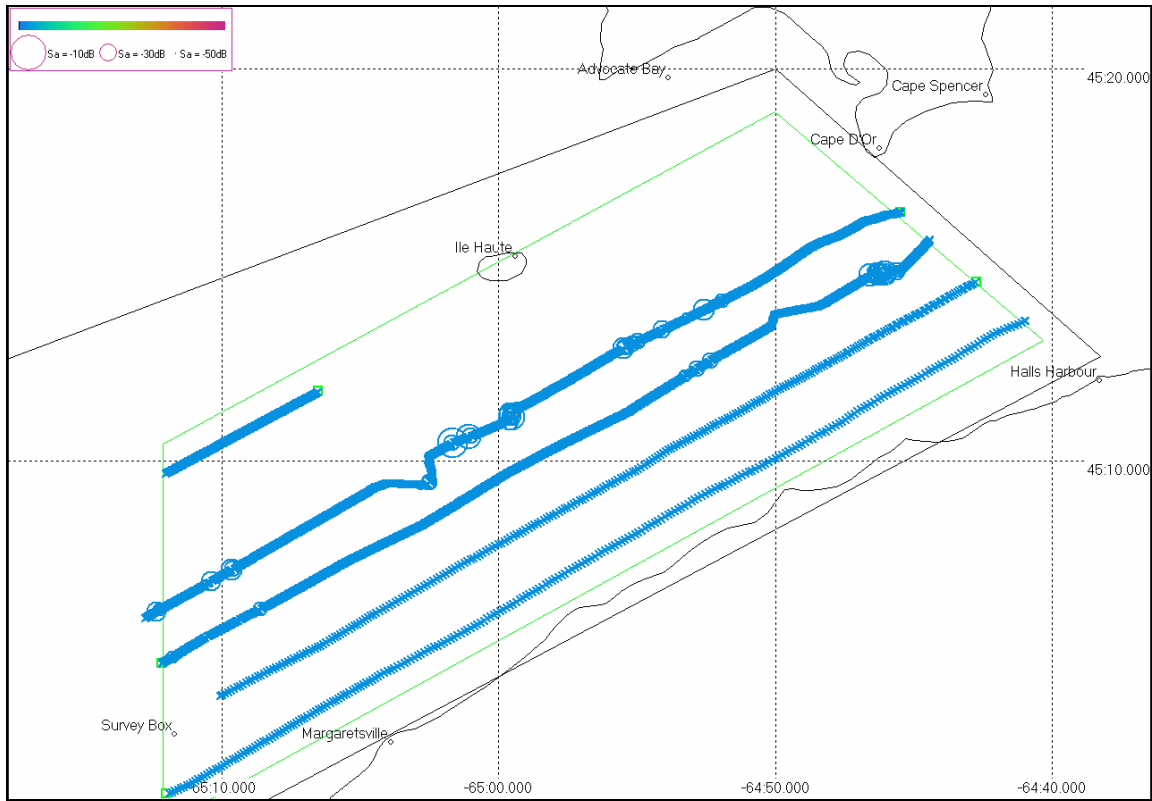 Sa = -10dB Sa = -30dB Sa = -50dB
Advocate Bay
45:20.000
Cape Spencer
Cape D'Or
Ile Haute
Halls Harbour
45:10.000
Survey Box
Margaretsville
-65:10.000 -65:00.000 -64:50.000 -64:40.000